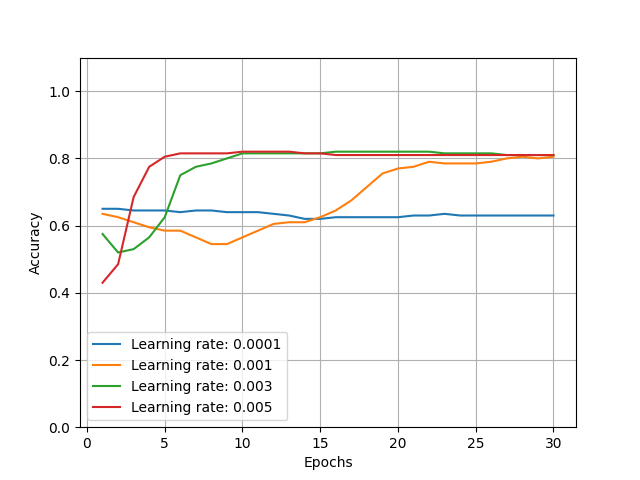 1.0
0.8
0.6
0.4
0.2
0.0
Accuracy
Learning rate: 0.0001
Learning rate: 0.001
Learning rate: 0.003
Learning rate: 0.005
0 5 10 15 20 25 30
Epochs